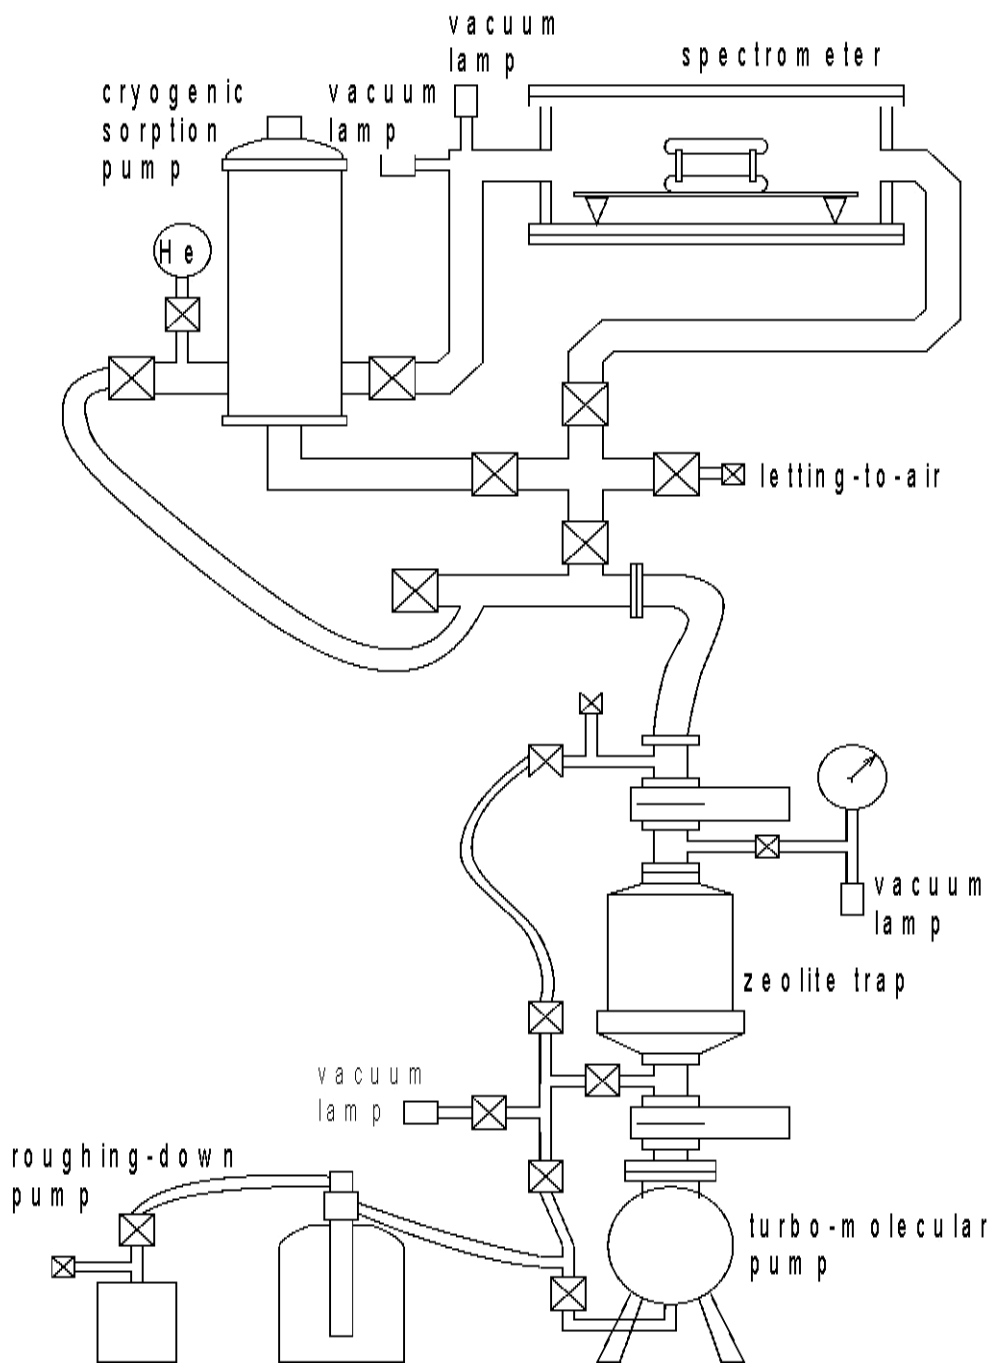 vacuum
lamp
spectrometer
cryogenic
sorption
pump
vacuum
lamp
He
letting-to-air
vacuum
lamp
zeolite trap
vacuum
lamp
roughing-down
pump
turbo-molecular
pump